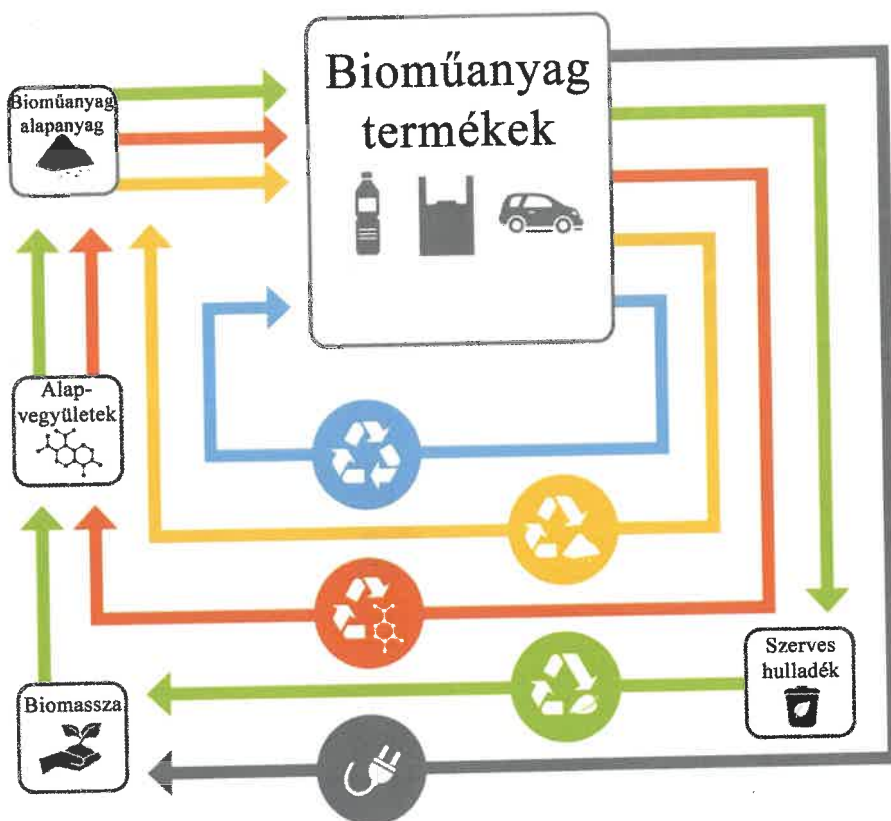 Bioműanyag
termékek
Bioműanyag
alapanyag
Alap-
vegyületek
Biomassza
Szerves
hulladék